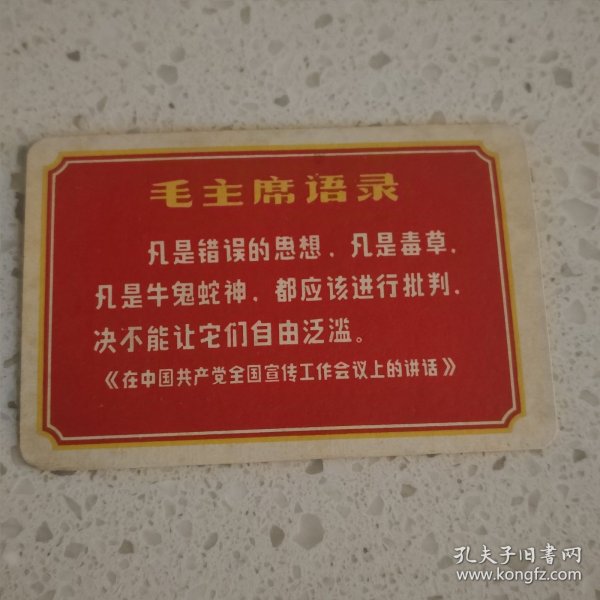 毛主席语录
凡是错误的思想，凡是毒草，
凡是牛鬼蛇神，都应该进行批判，
决不能让它们自由泛滥。
《在中国共产党全国宣传工作会议上的讲话》
孔夫子旧书网
www.kongfz.com